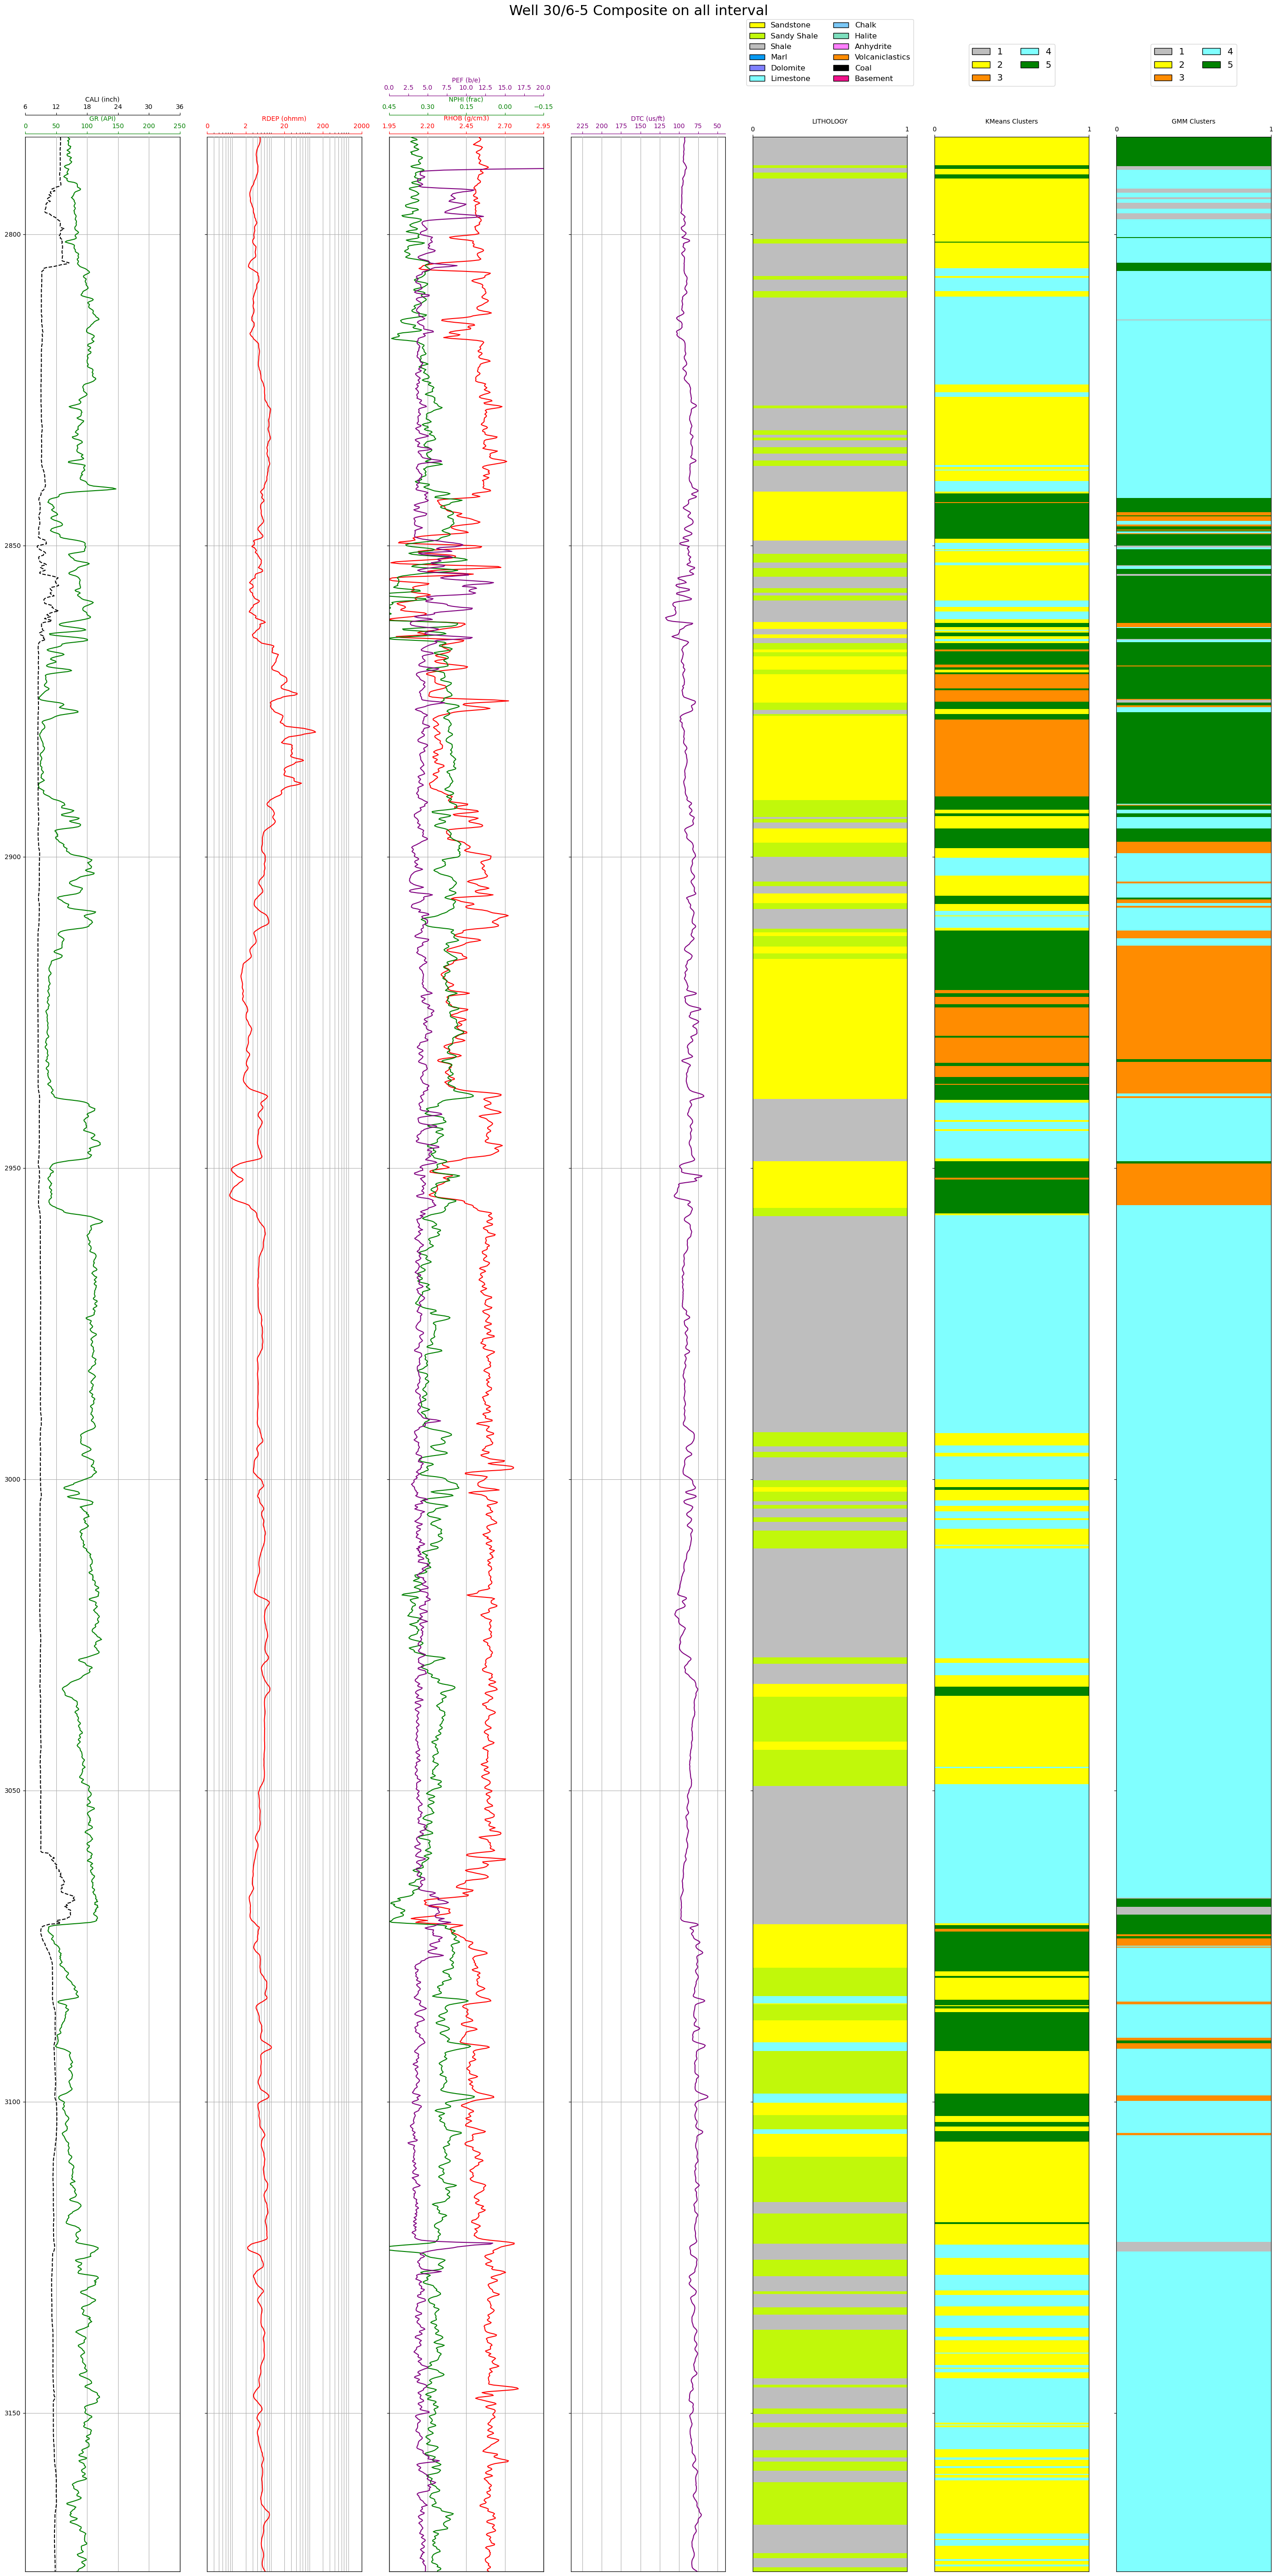 Well 30/6-5 Composite on all interval
Sandstone Chalk
Sandy Shale Halite
Shale Anhydrite
Marl Volcaniclastics
Dolomite Coal
Limestone Basement
1 4
2 5
3
1 4
2 5
3
PEF (b/e)
0.0 2.5 5.0 7.5 10.0 12.5 15.0 17.5 20.0
CALI (inch)
6 12 18 24 30 36
NPHI (frac)
0.45 0.30 0.15 0.00 −0.15
GR (API)
0 50 100 150 200 250
RDEP (ohmm)
0 2 20 200 2000
RHOB (g/cm3)
1.95 2.20 2.45 2.70 2.95
DTC (us/ft)
225 200 175 150 125 100 75 50
LITHOLOGY
0 1
KMeans Clusters
0 1
GMM Clusters
0 1
2800
2850
2900
2950
3000
3050
3100
3150